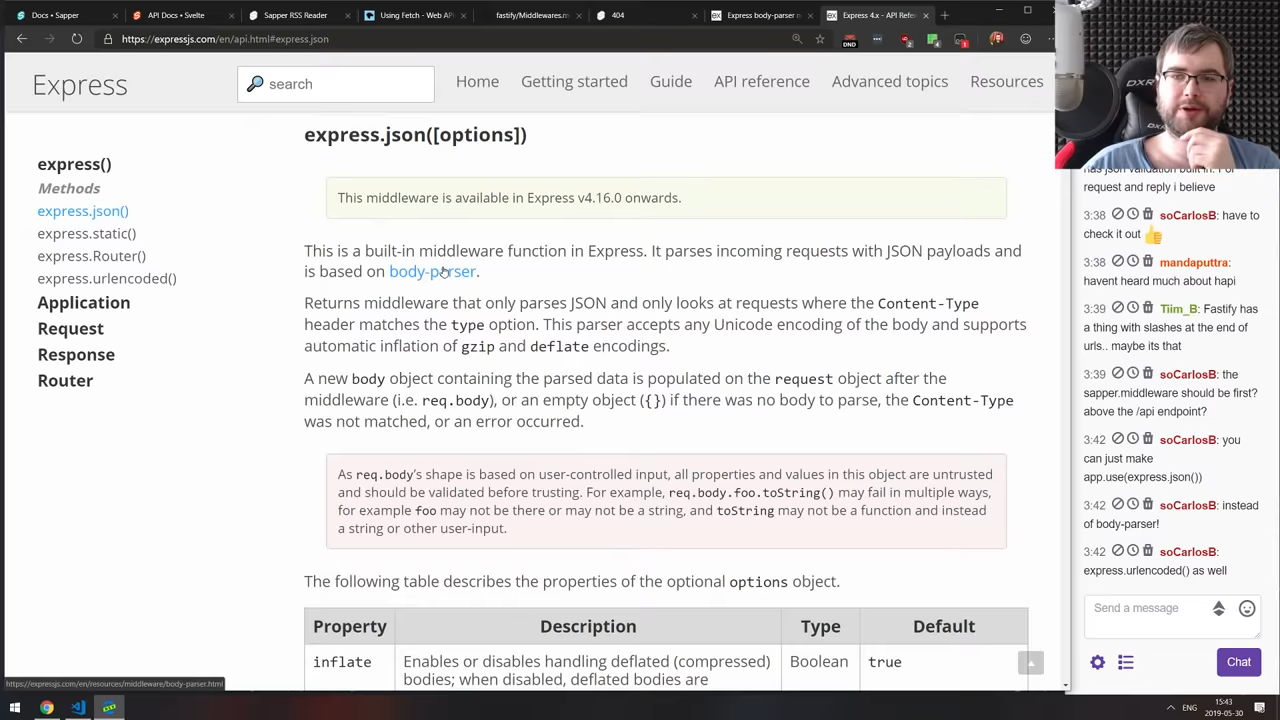 API Docs • Svelte
API Docs • Svelte
Sapper RSS Reader
Using Fetch - Web AP
fastify/Middlewares.m
404
Express body-parser
Express 4.x - API Refe
https://expressjs.com/en/api.html#express.json
DND
Express
search
Home
Getting started
Guide
API reference
Advanced topics
Resources
express()
Methods
express.json()
express.static()
express.Router()
express.urlencoded()
Application
Request
Response
Router
express.json([options])
This middleware is available in Express v4.16.0 onwards.
This is a built-in middleware function in Express. It parses incoming requests with JSON payloads and
is based on body-parser.
Returns middleware that only parses JSON and only looks at requests where the Content-Type
header matches the type option. This parser accepts any Unicode encoding of the body and supports
automatic inflation of gzip and deflate encodings.
A new body object containing the parsed data is populated on the request object after the
middleware (i.e. req.body), or an empty object ({}) if there was no body to parse, the Content-Type
was not matched, or an error occurred.
As req.body's shape is based on user-controlled input, all properties and values in this object are untrusted
and should be validated before trusting. For example, req.body.foo.toString() may fail in multiple ways,
for example foo may not be there or may not be a string, and toString may not be a function and instead
a string or other user-input.
The following table describes the properties of the optional options object.
Property
Description
Type
Default
inflate
Enables or disables handling deflated (compressed)
bodies; when disabled, deflated bodies are
Boolean
true
https://expressjs.com/en/resources/middleware/body-parser.html
DXR
has json validation built in. For
request and reply i believe
3:38 soCarlosB: have to
check it out
3:38 mandaputtra:
havent heard much about hapi
3:39 Tiim_B: Fastify has
a thing with slashes at the end of
urls.. maybe its that
3:39 soCarlosB: the
sapper.middleware should be first?
above the /api endpoint?
3:42 soCarlosB: you
can just make
app.use(express.json())
3:42 soCarlosB: instead
of body-parser!
3:42 soCarlosB:
express.urlencoded() as well
Send a message
Chat
ENG
15:43
2019-05-30